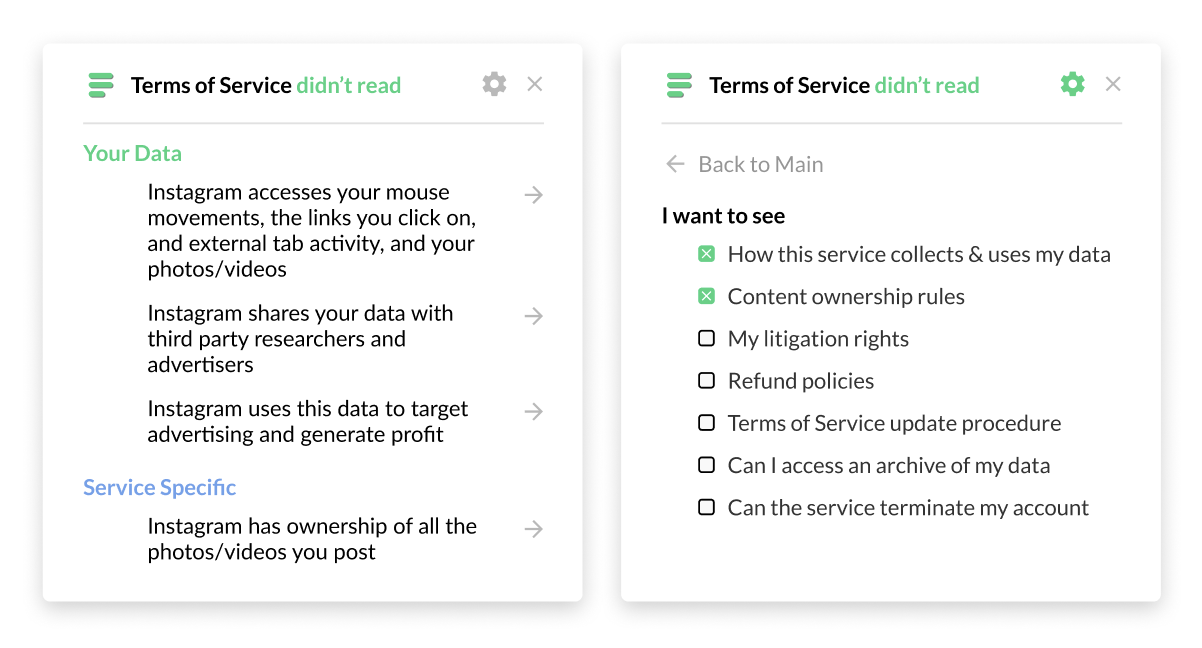 Terms of Service didn’t read
Your Data
Instagram accesses your mouse
movements, the links you click on,
and external tab activity, and your
photos/videos
Instagram shares your data with
third party researchers and
advertisers
Instagram uses this data to target
advertising and generate profit
Service Specific
Instagram has ownership of all the
photos/videos you post
Terms of Service didn’t read
Back to Main
I want to see
How this service collects & uses my data
Content ownership rules
My litigation rights
Refund policies
Terms of Service update procedure
Can I access an archive of my data
Can the service terminate my account